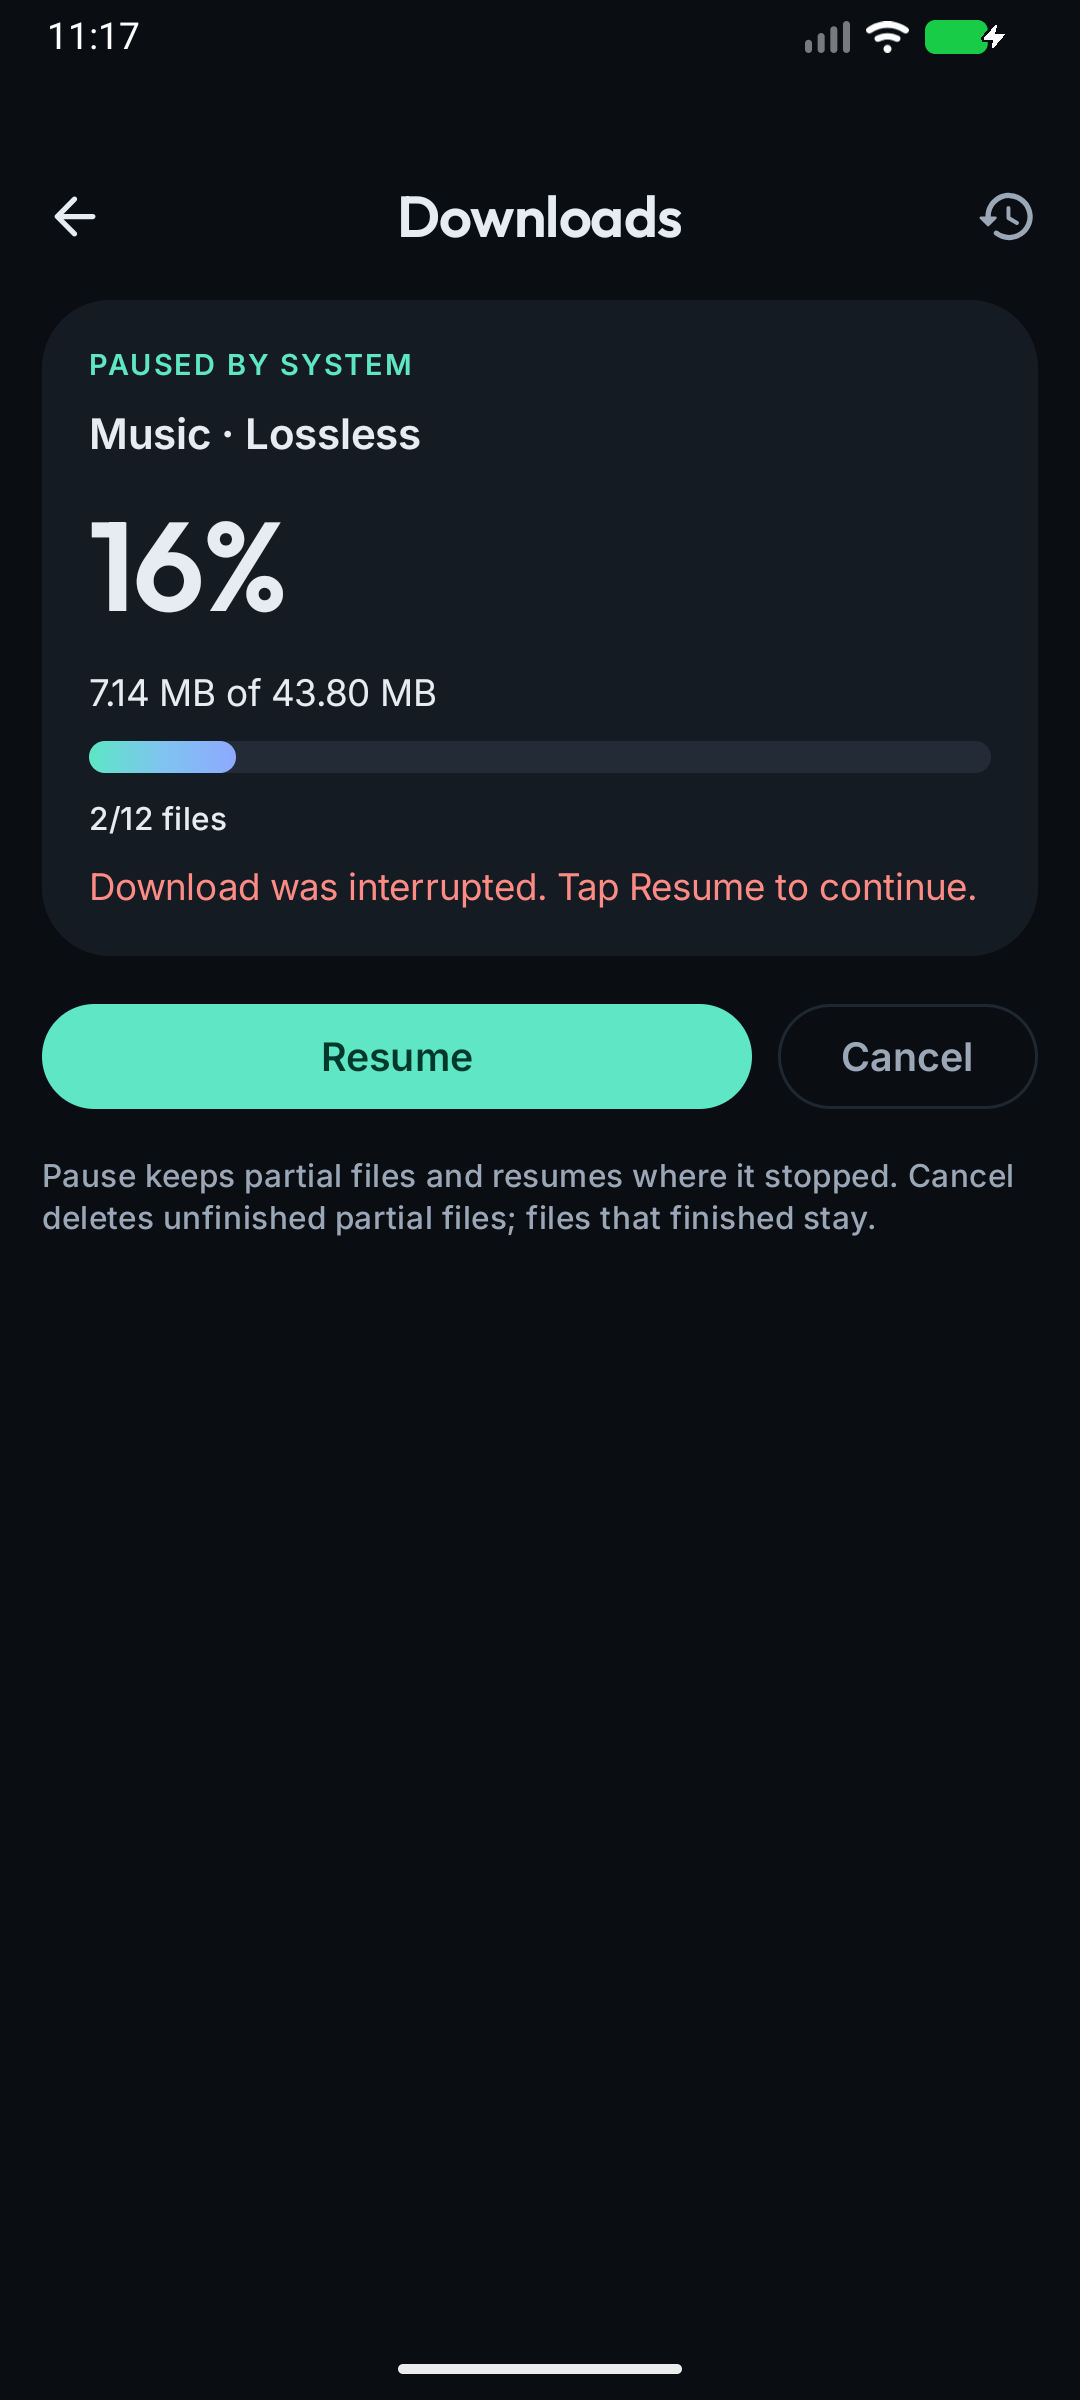 11:17
Downloads
PAUSED BY SYSTEM
Music · Lossless
16%
7.14 MB of 43.80 MB
2/12 files
Download was interrupted. Tap Resume to continue.
Resume
Cancel
Pause keeps partial files and resumes where it stopped. Cancel
deletes unfinished partial files; files that finished stay.